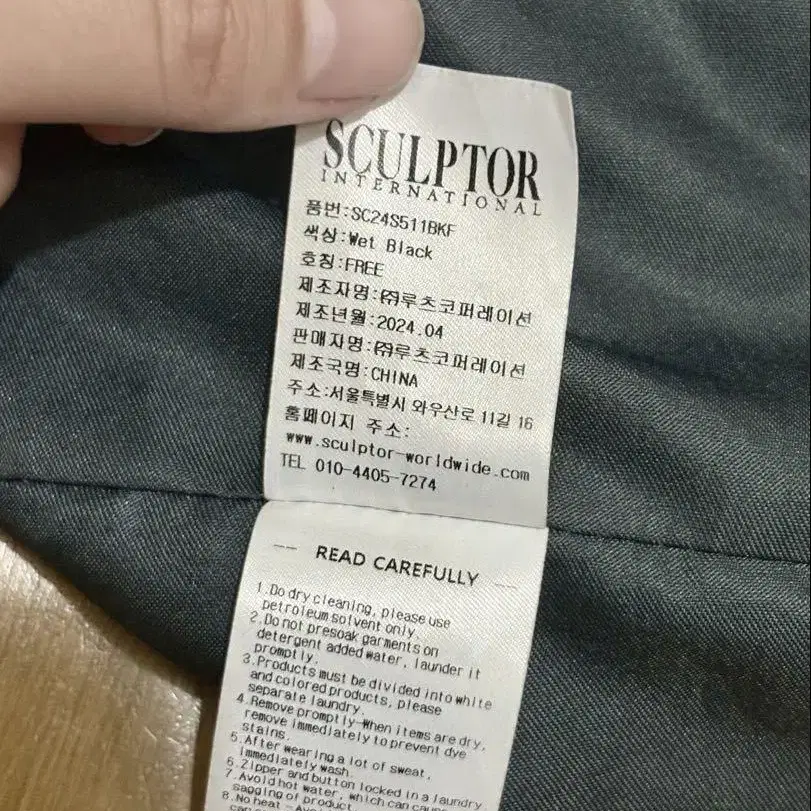 SCULPTOR
INTERNATIONAL
품번:SC24S511BKF
색상:Wet Black
호칭:FREE
제조자명:㈜루츠코퍼레이션
제조년월:2024.04
판매자명:㈜루츠코퍼레이션
제조국명:CHINA
주소:서울특별시 와우산로 11길 16
홈페이지 주소:
www.sculptor-worldwide.com
TEL 010-4405-7274
READ CAREFULLY
1.Do dry cleaning, please use
petroleum solvent only.
2.Do not presoak garments on
detergent added water, launder it
promptly.
3.Products must be divided into white
and colored products, please
separate laundry.
4.Remove promptly-When items are dry,
remove immediately to prevent dye
stains.
5.After wearing a lot of sweat,
immediately wash.
6.Zipper and button locked in a laundry
7.Avoid hot water, which can cause
sagging of product
8.No heat -